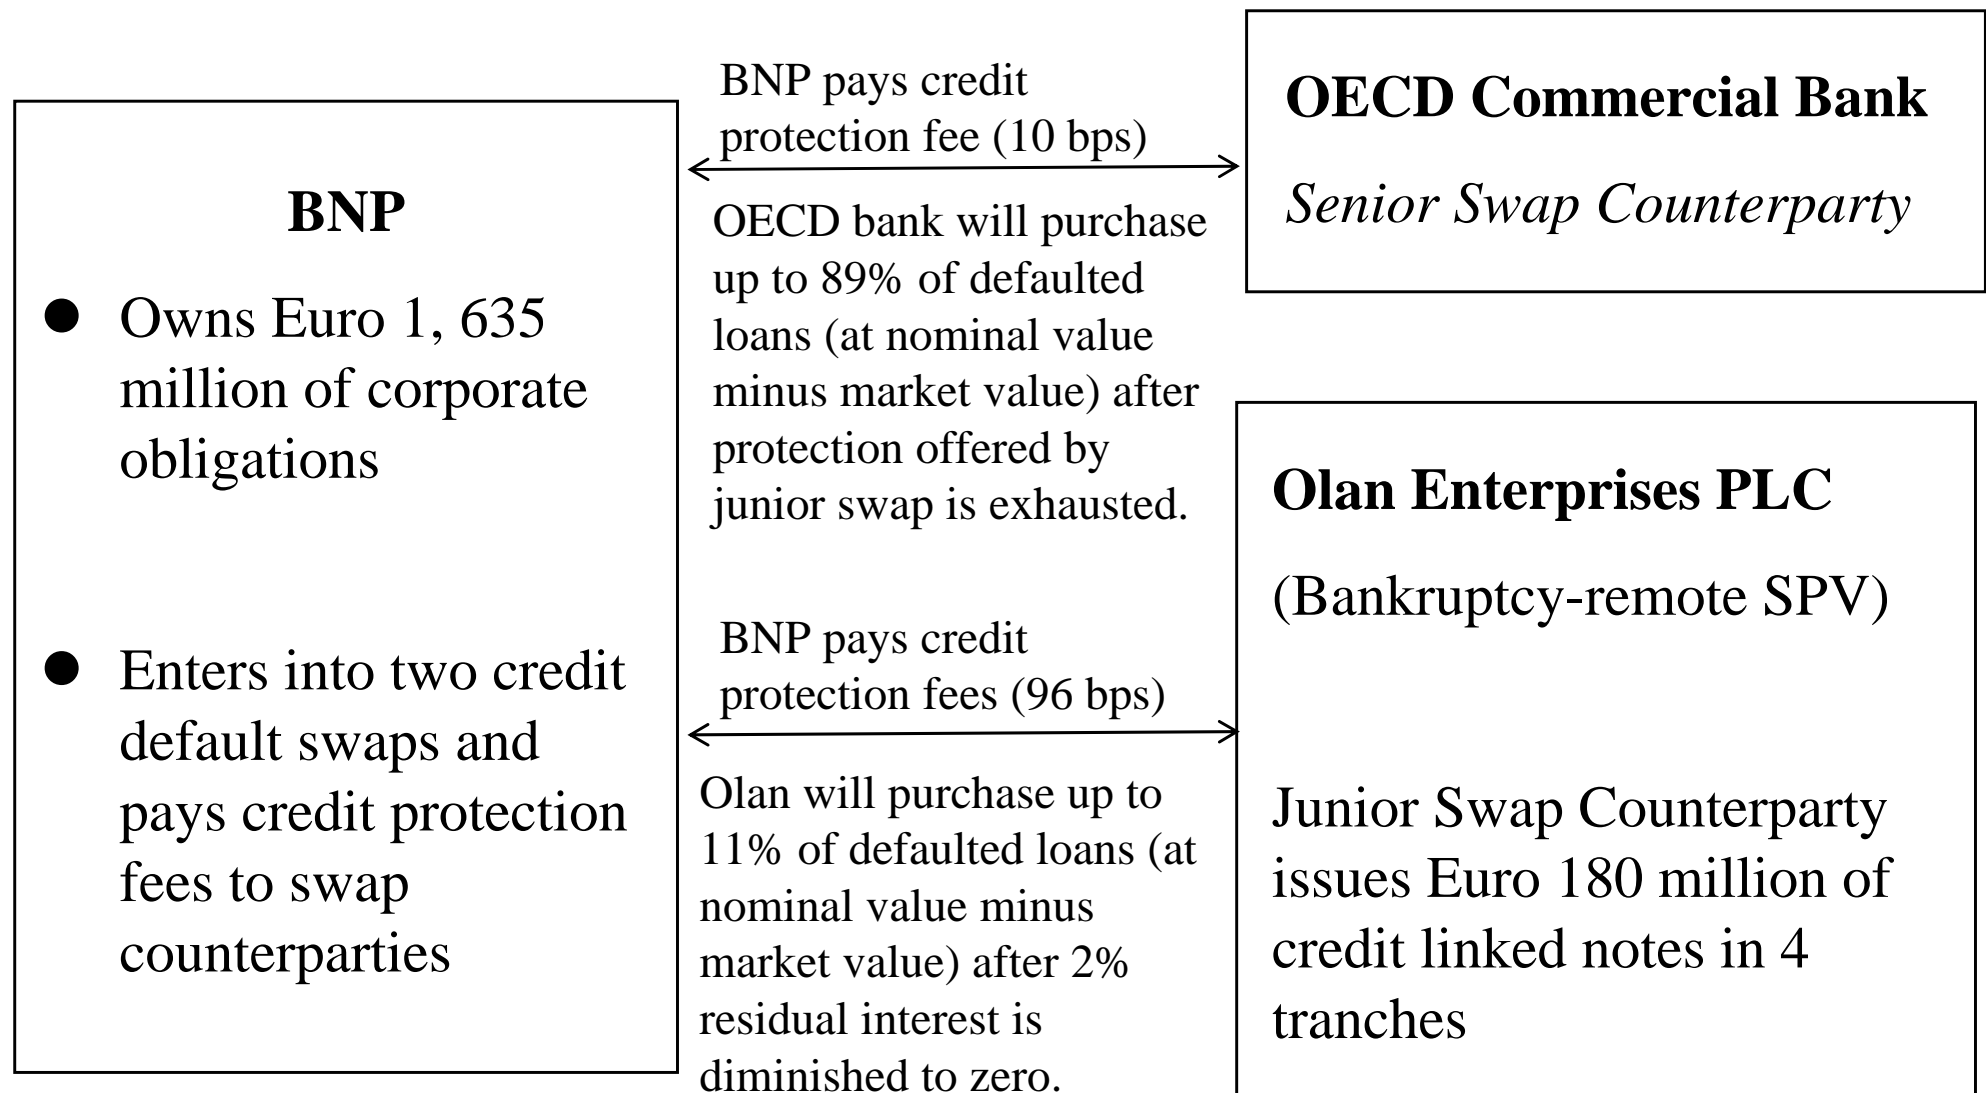 BNP
● Owns Euro 1, 635
million of corporate
obligations
● Enters into two credit
default swaps and
pays credit protection
fees to swap
counterparties
BNP pays credit
protection fee (10 bps)
OECD bank will purchase
up to 89% of defaulted
loans (at nominal value
minus market value) after
protection offered by
junior swap is exhausted.
BNP pays credit
protection fees (96 bps)
Olan will purchase up to
11% of defaulted loans (at
nominal value minus
market value) after 2%
residual interest is
diminished to zero.
OECD Commercial Bank
Senior Swap Counterparty
Olan Enterprises PLC
(Bankruptcy-remote SPV)
Junior Swap Counterparty
issues Euro 180 million of
credit linked notes in 4
tranches